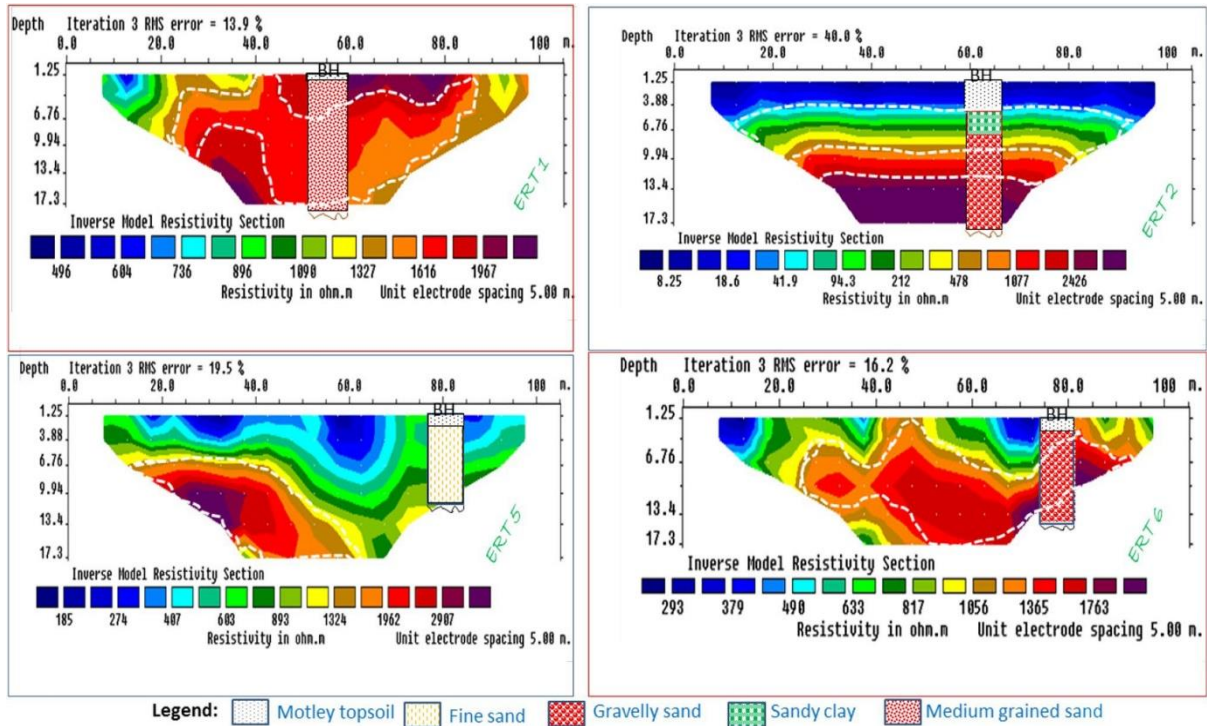 Depth Iteration 3 RMS error = 13.9 %
0.0 20.0 40.0 60.0 80.0 100 m.
BH
1.25
6.76
9.94
13.4
17.3
ERT1
Inverse Model Resistivity Section
496 604 736 896 1090 1327 1616 1967
Resistivity in ohm.m Unit electrode spacing 5.00 m.
Depth Iteration 3 RMS error = 40.0 %
0.0 20.0 40.0 60.0 80.0 100 m.
BH
1.25
3.88
6.76
9.94
13.4
17.3
ERT2
Inverse Model Resistivity Section
8.25 18.6 41.9 94.3 212 478 1077 2426
Resistivity in ohm.m Unit electrode spacing 5.00 m.
Depth Iteration 3 RMS error = 19.5 %
0.0 20.0 40.0 60.0 80.0 100 m.
BH
1.25
3.88
6.76
9.94
13.4
17.3
ERT5
Inverse Model Resistivity Section
185 274 407 603 893 1324 1962 2907
Resistivity in ohm.m Unit electrode spacing 5.00 m.
Depth Iteration 3 RMS error = 16.2 %
0.0 20.0 40.0 60.0 80.0 100 m.
BH
1.25
6.76
9.94
13.4
17.3
ERT6
Inverse Model Resistivity Section
293 379 490 633 817 1056 1365 1763
Resistivity in ohm.m Unit electrode spacing 5.00 m.
Legend: Motley topsoil Fine sand Gravelly sand Sandy clay Medium grained sand